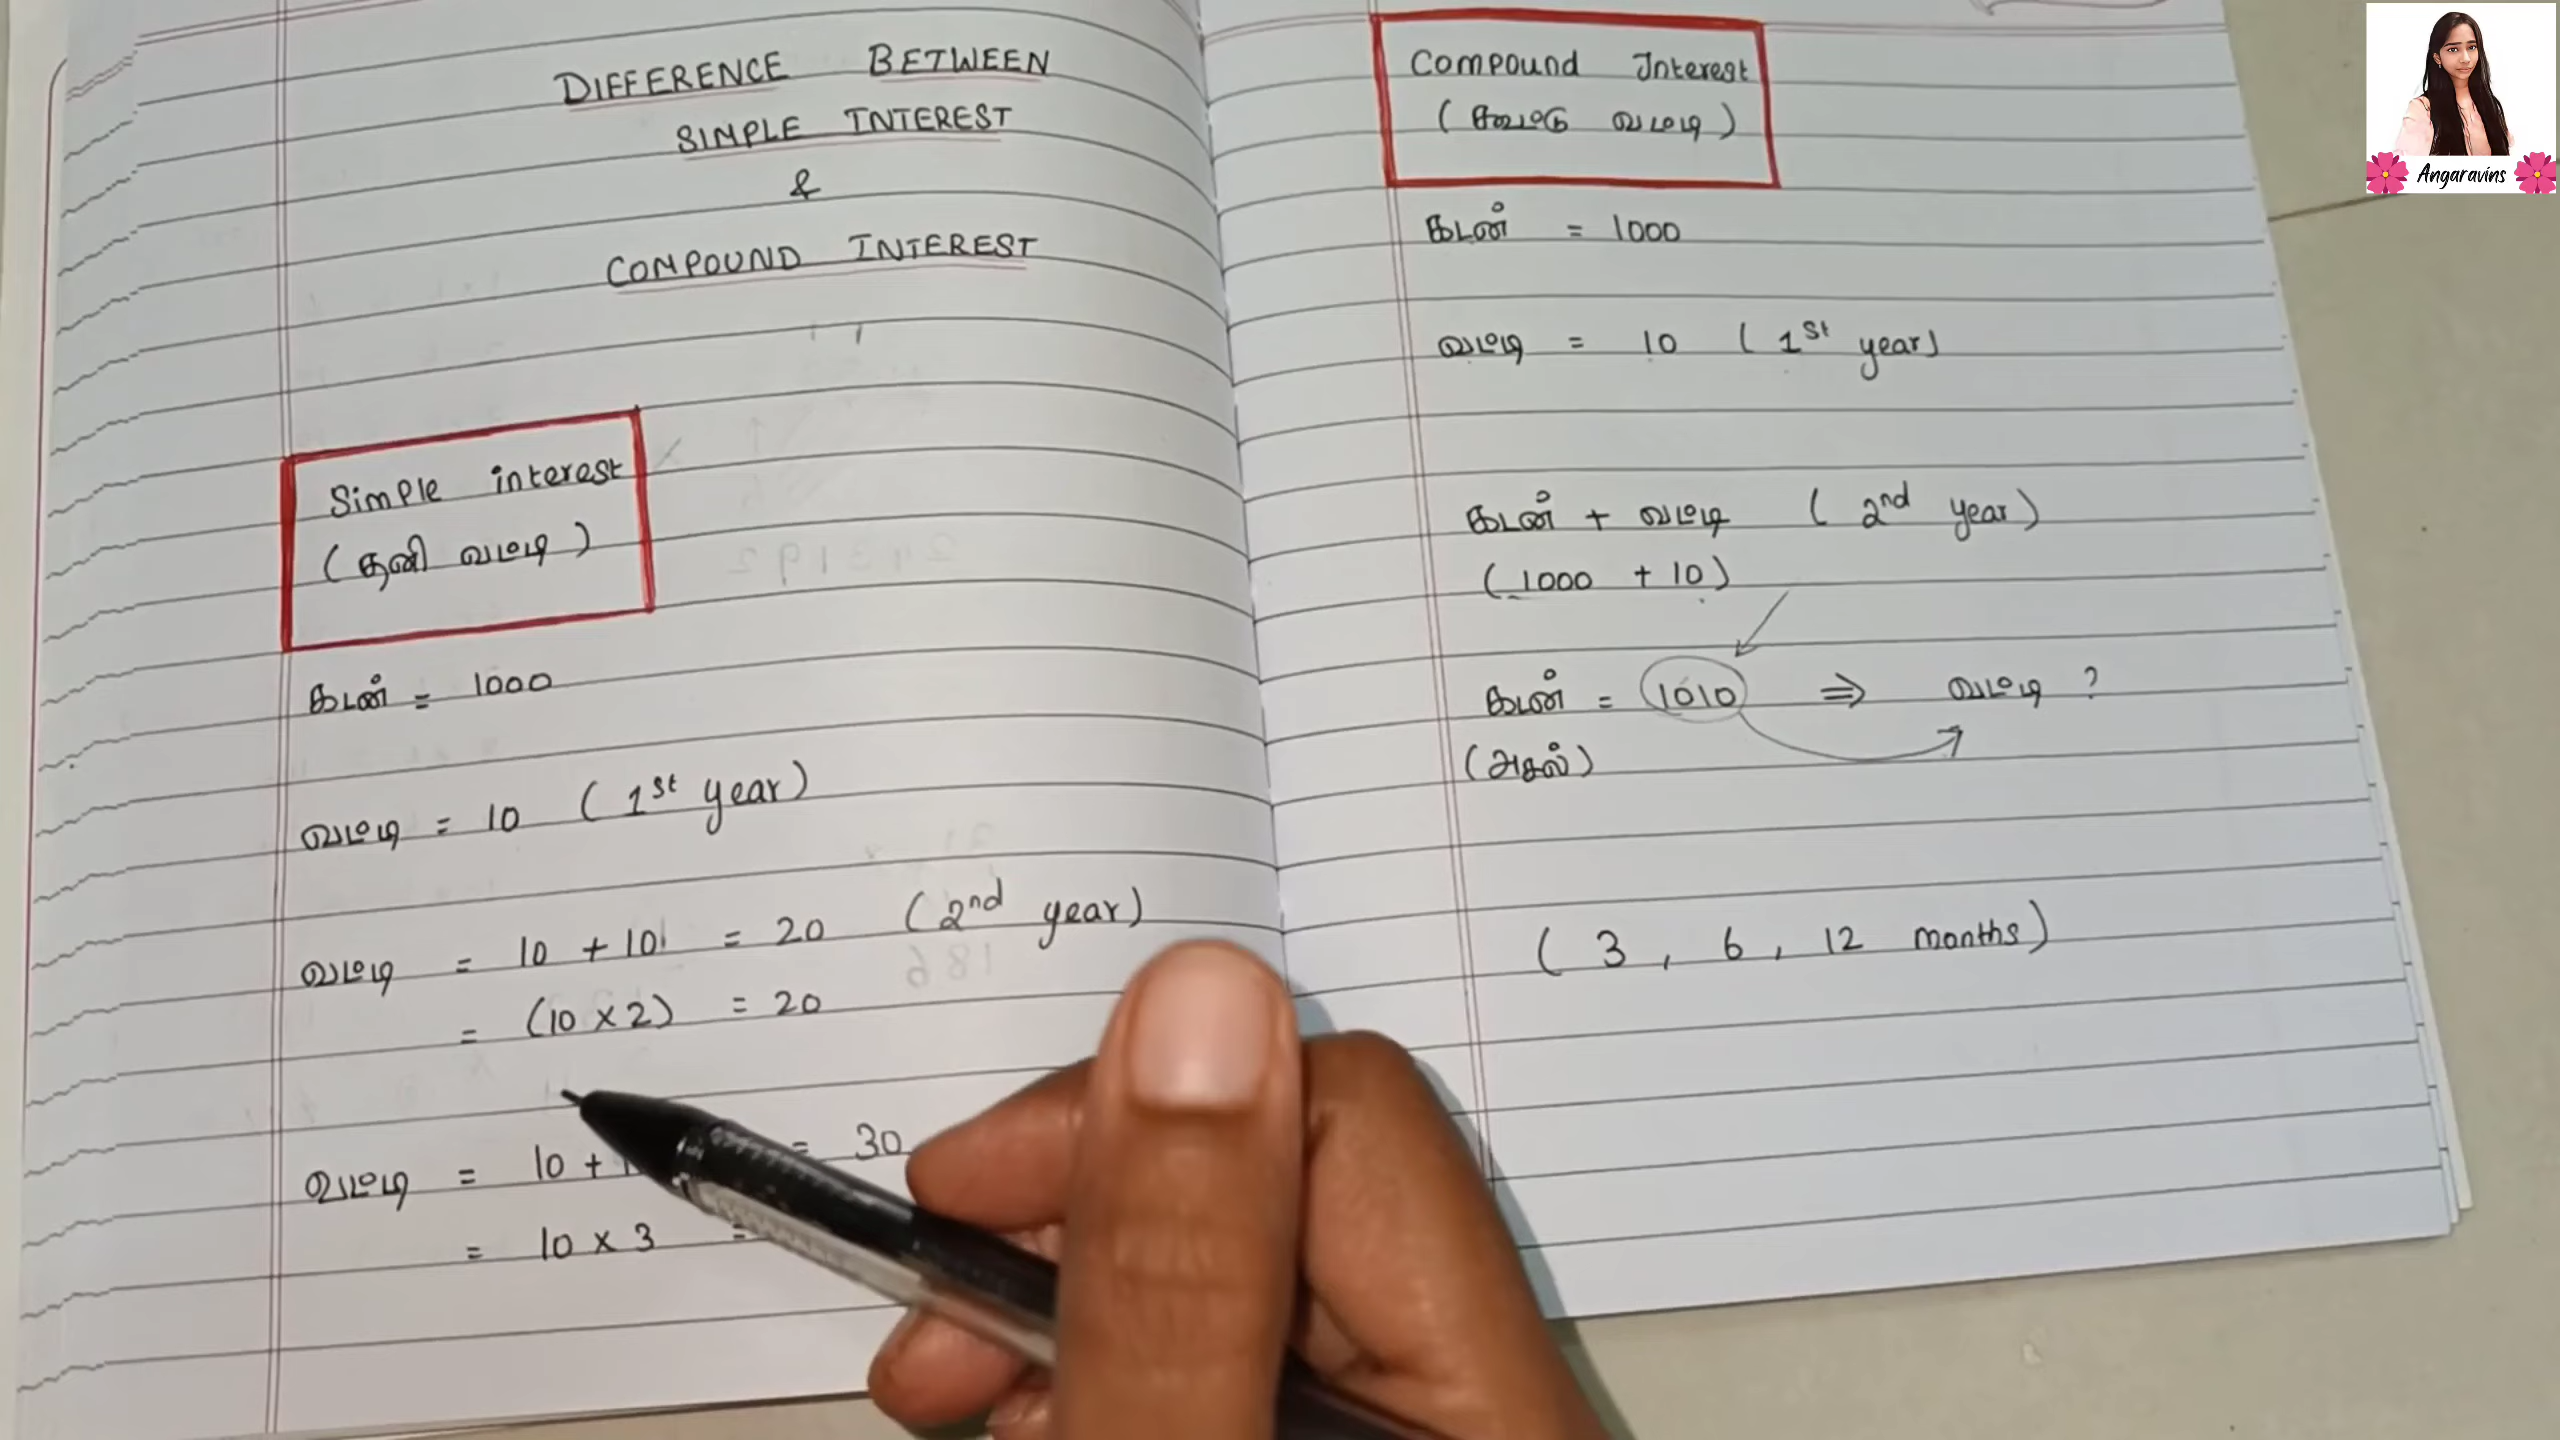 DIFFERENCE BETWEEN
SIMPLE INTEREST
&
COMPOUND INTEREST
Simple interest
(தனி வட்டி)
கடன் = 1000
வட்டி = 10 (1st year)
வட்டி = 10 + 10 = 20 (2nd year)
= (10 x 2) = 20
வட்டி = 10 + = 30
= 10 x 3 =
Compound Interest
(கூட்டு வட்டி)
கடன் = 1000
வட்டி = 10 (1st year)
கடன் + வட்டி (2nd year)
(1000 + 10)
கடன் = 1010 ⇒ வட்டி ?
(அசல்)
(3, 6, 12 months)
Angaravins